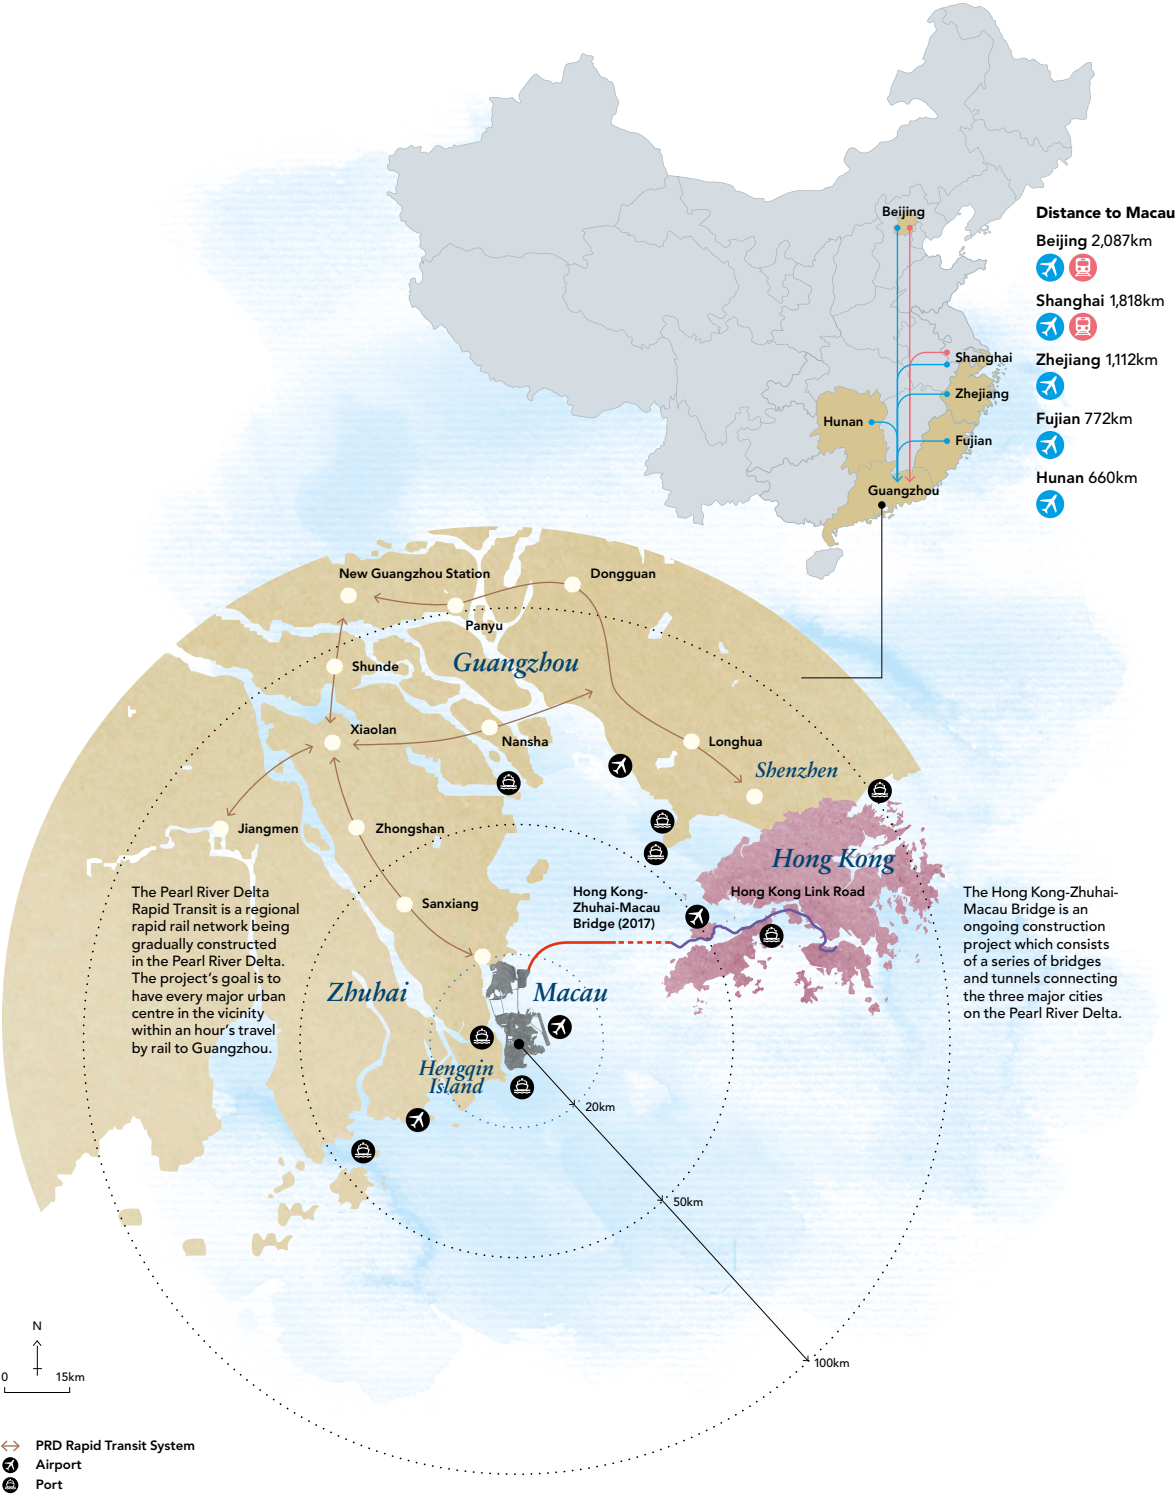 Beijing
Shanghai
Zhejiang
Hunan
Fujian
Guangzhou
Distance to Macau
Beijing 2,087km
Shanghai 1,818km
Zhejiang 1,112km
Fujian 772km
Hunan 660km
New Guangzhou Station
Dongguan
Panyu
Guangzhou
Shunde
Xiaolan
Nansha
Longhua
Shenzhen
Jiangmen
Zhongshan
Hong Kong
Sanxiang
The Pearl River Delta
Rapid Transit is a regional
rapid rail network being
gradually constructed
in the Pearl River Delta.
The project's goal is to
have every major urban
centre in the vicinity
within an hour's travel
by rail to Guangzhou.
Hong Kong-
Zhuhai-Macau
Bridge (2017)
Hong Kong Link Road
The Hong Kong-Zhuhai-
Macau Bridge is an
ongoing construction
project which consists
of a series of bridges
and tunnels connecting
the three major cities
on the Pearl River Delta.
Zhuhai
Macau
Hengqin
Island
20km
50km
100km
N
0 15km
PRD Rapid Transit System
Airport
Port